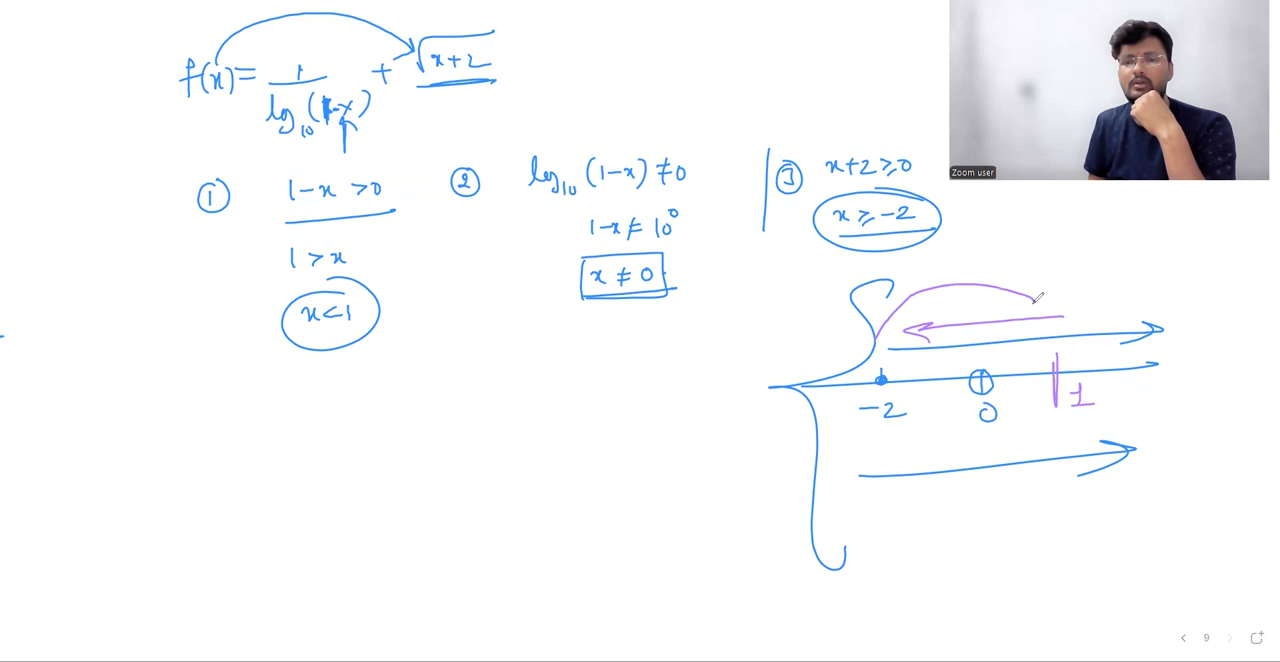 f(x) = 1 / log₁₀(1-x) + √(x+2)
① 1-x >0
1 > x
x<1
② log₁₀ (1-x) ≠0
1-x ≠ 10⁰
x ≠ 0
③ x+2 ≥0
x ≥ -2
-2 0 1
Zoom user
9